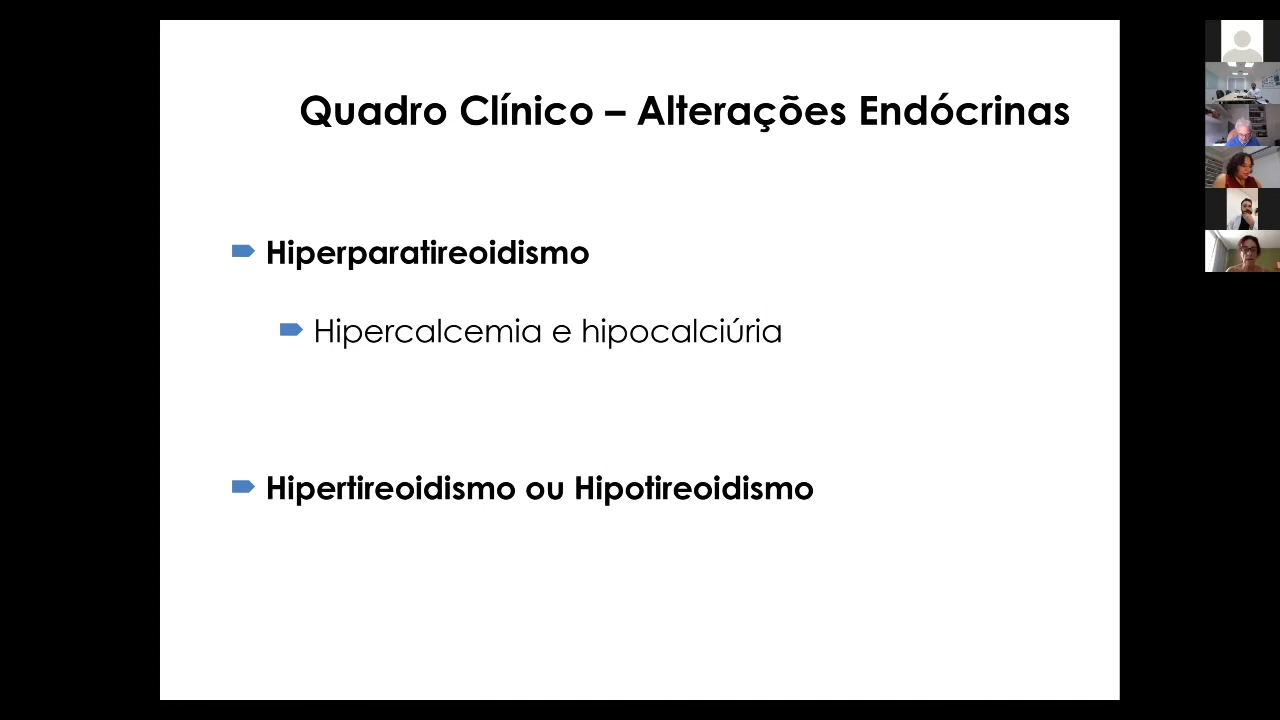 Quadro Clínico – Alterações Endócrinas
Hiperparatireoidismo
Hipercalcemia e hipocalciúria
Hipertireoidismo ou Hipotireoidismo